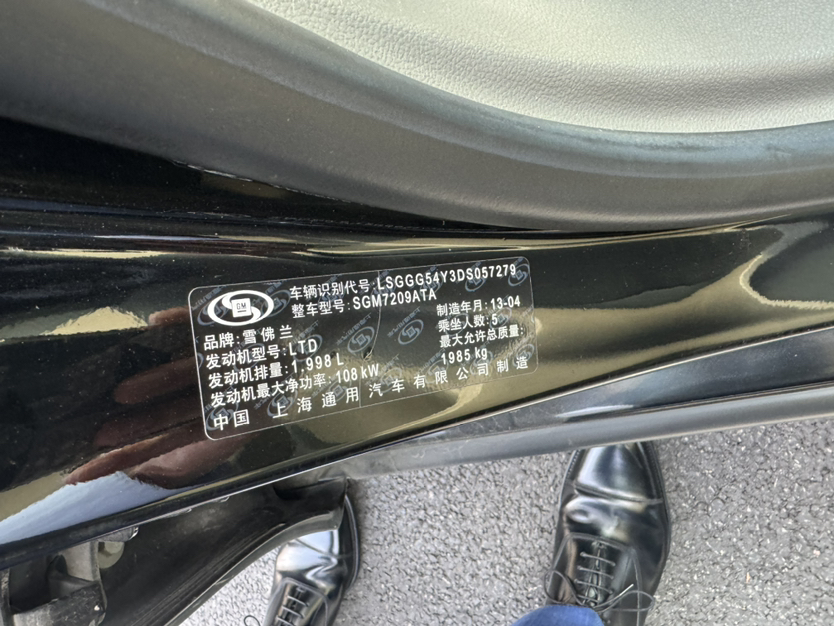 GM
车辆识别代号:LSGGG54Y3DS057279
整车型号:SGM7209ATA
品牌:雪佛兰
制造年月:13-04
发动机型号:LTD
乘坐人数:5
发动机排量:1,998 L
最大允许总质量:
1985 kg
发动机最大净功率:108 kW
中国 上海通用汽车有限公司制造